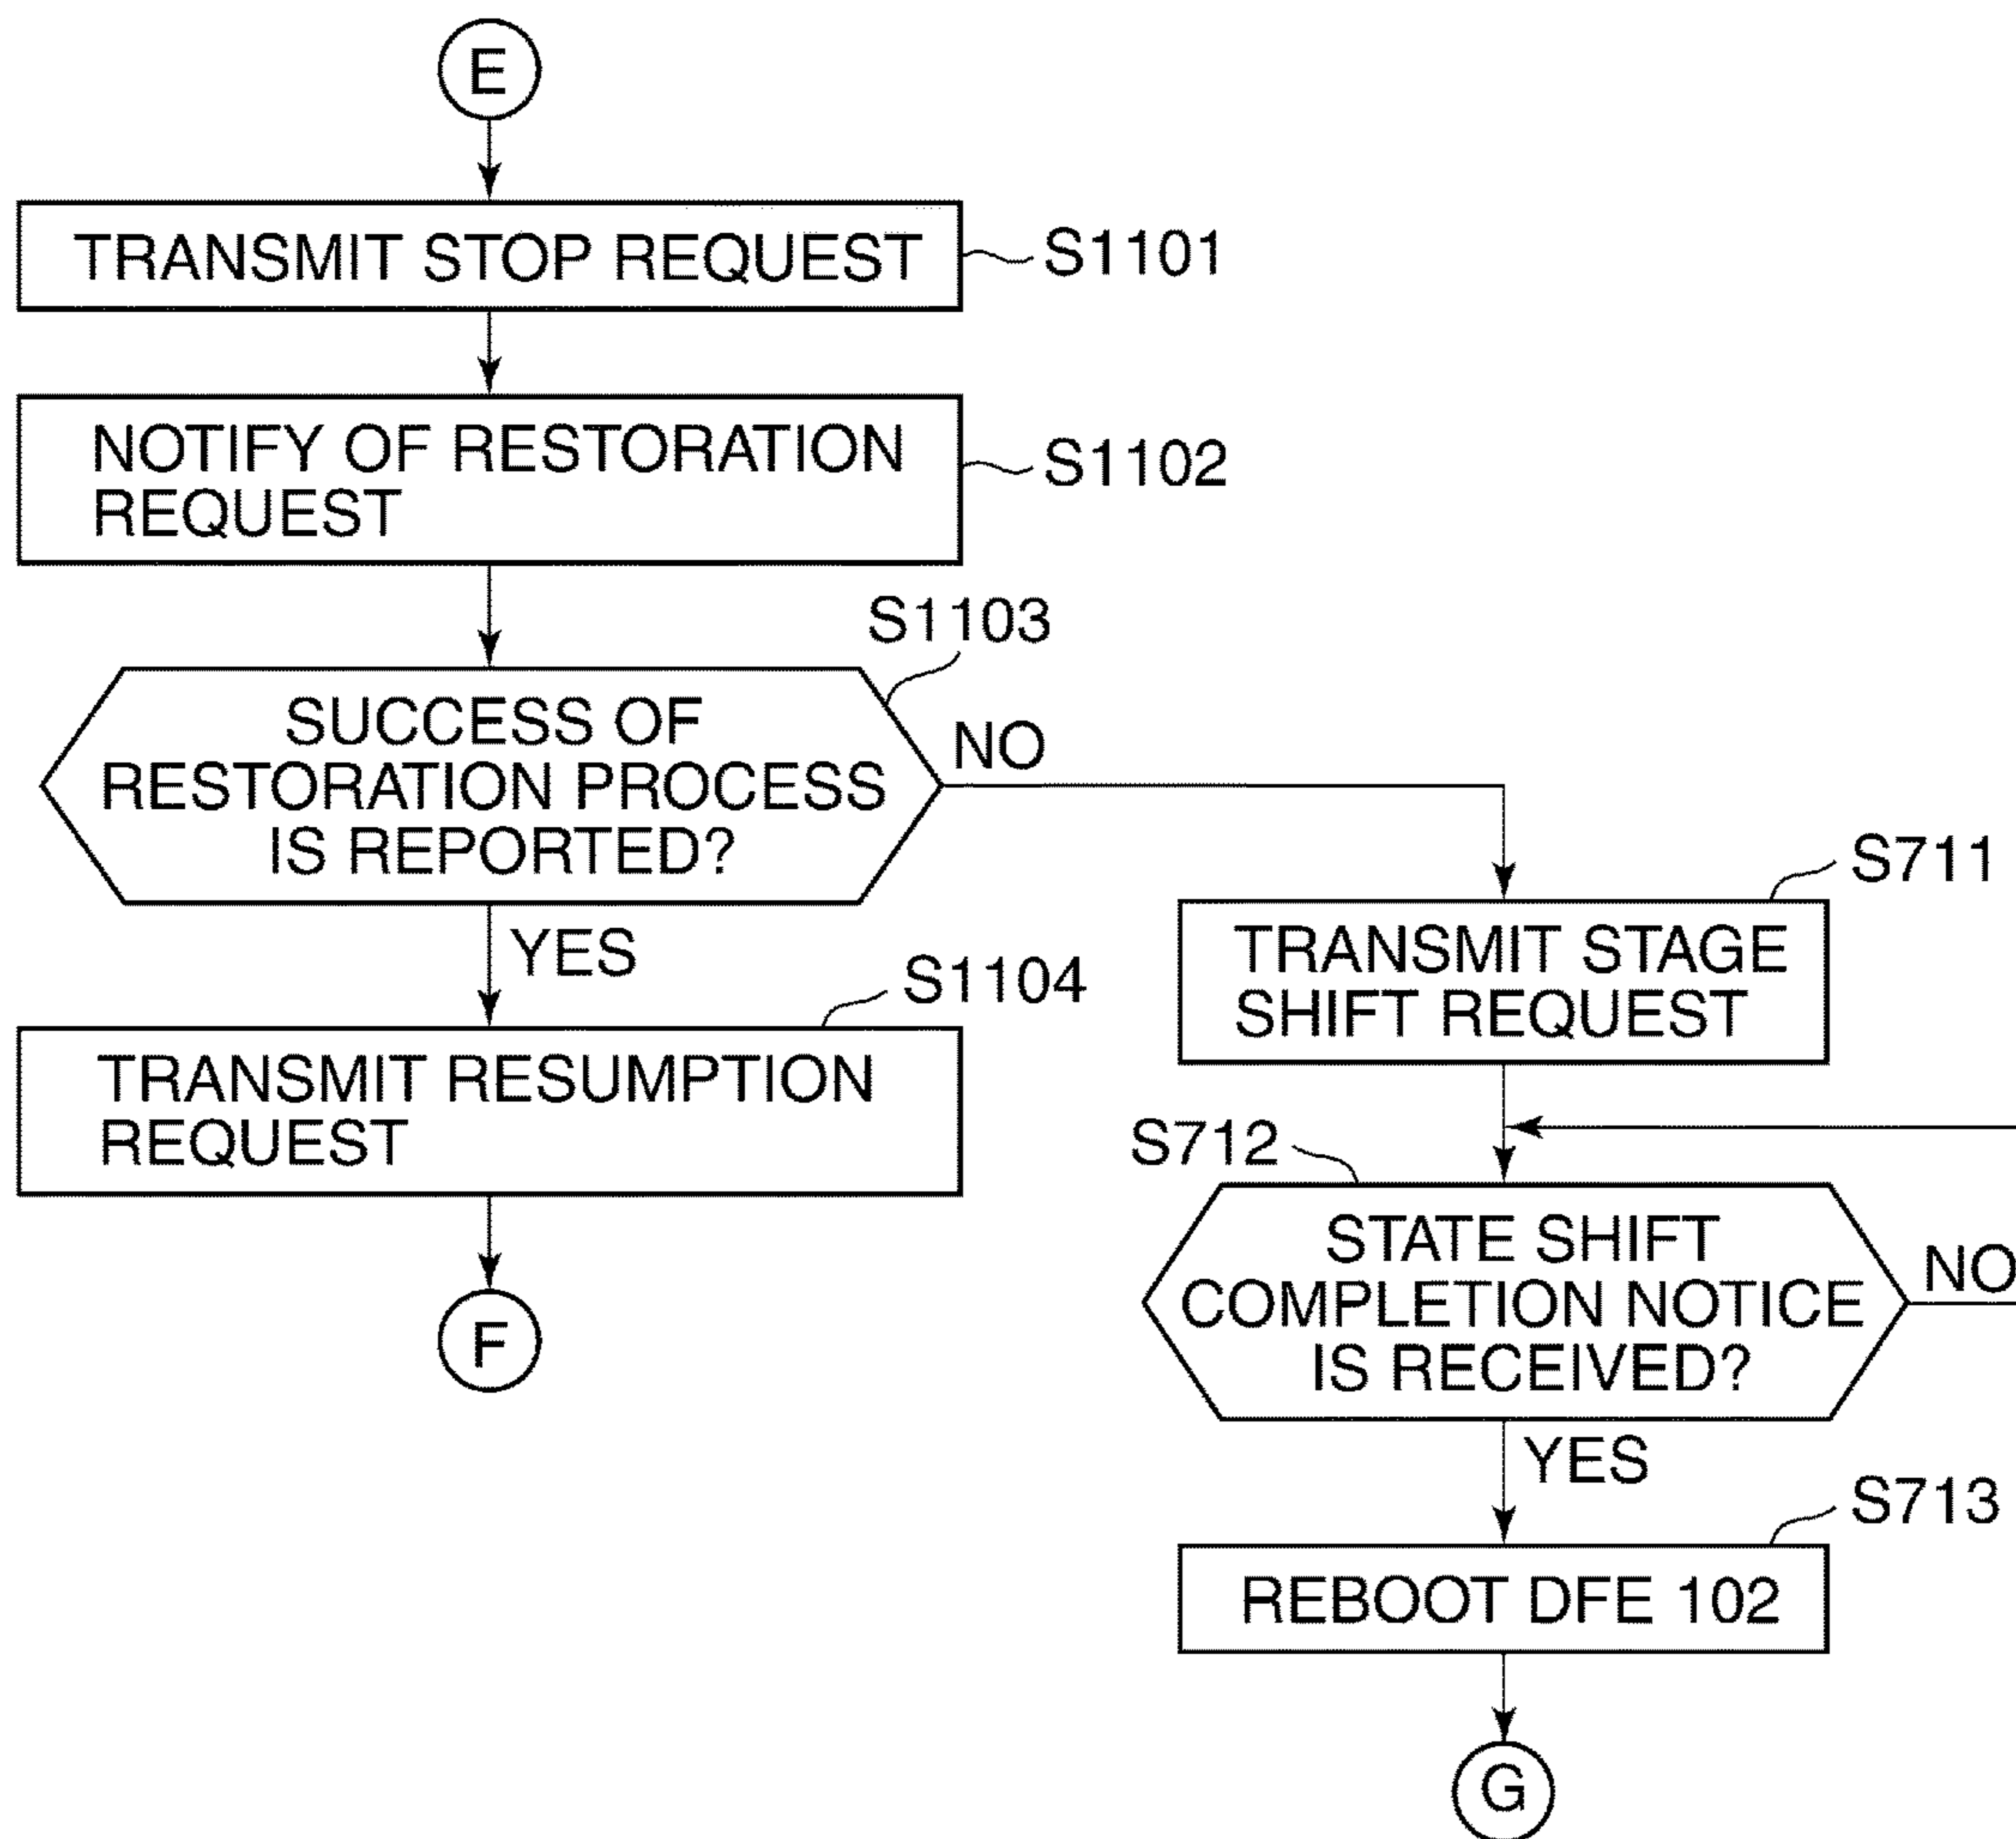 E
TRANSMIT STOP REQUEST
S1101
NOTIFY OF RESTORATION
REQUEST
S1102
S1103
SUCCESS OF
RESTORATION PROCESS
IS REPORTED?
NO
YES
S1104
TRANSMIT RESUMPTION
REQUEST
F
S711
TRANSMIT STAGE
SHIFT REQUEST
S712
STATE SHIFT
COMPLETION NOTICE
IS RECEIVED?
NO
YES
S713
REBOOT DFE 102
G